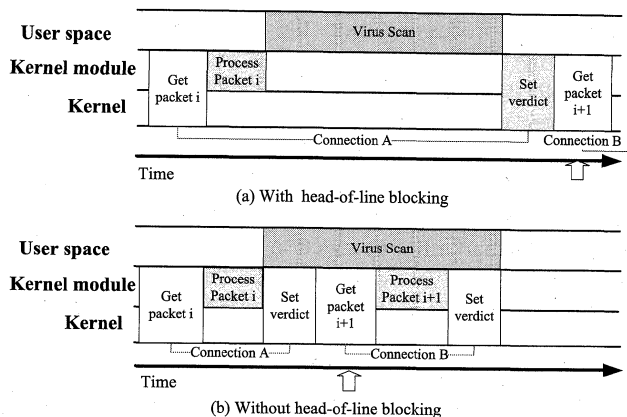 User space
Virus Scan
Kernel module
Process
Packet i
Get
packet i
Kernel
Set
verdict
Get
packet
i+1
Connection A
Connection B
Time
(a) With head-of-line blocking
User space
Virus Scan
Kernel module
Process
Packet i
Process
Packet i+1
Get
packet i
Set
verdict
Get
packet
i+1
Set
verdict
Kernel
Connection A
Connection B
Time
(b) Without head-of-line blocking